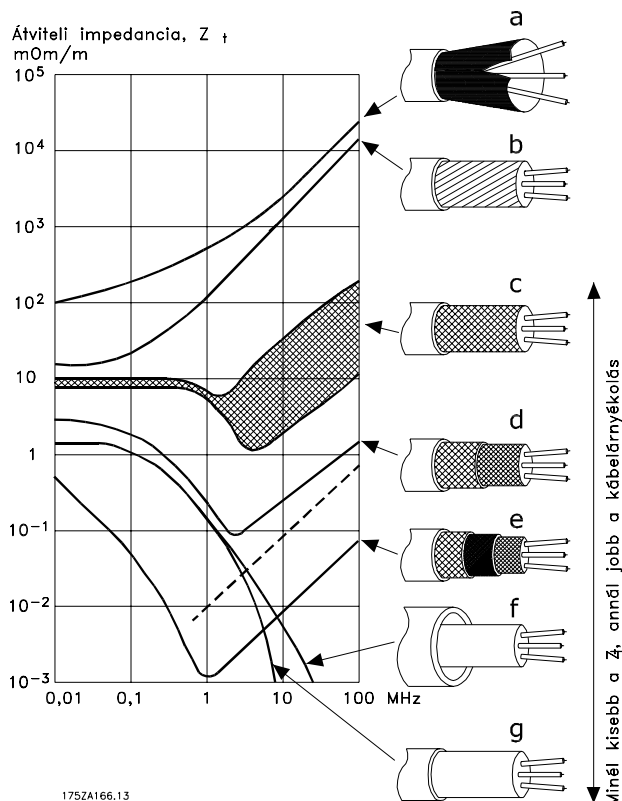 Átviteli impedancia, Z t
mOm/m
a
10⁵
10⁴
b
10³
10²
c
10
1
d
10⁻¹
e
10⁻²
f
10⁻³
0,01 0,1 1 10 100 MHz
g
Minél kisebb a Z, annál jobb a kábelárnyékolás
175ZA166.13